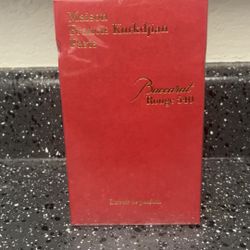 Maison
Francis Kurkdjian
Paris
Baccarat
Rouge 540
Extrait de parfum